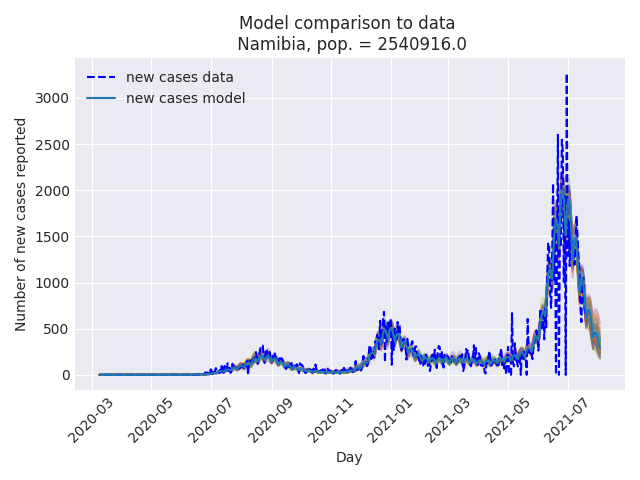 Model comparison to data
Namibia, pop. = 2540916.0
new cases data
new cases model
Number of new cases reported
3000
2500
2000
1500
1000
500
0
2020-03
2020-05
2020-07
2020-09
2020-11
2021-01
2021-03
2021-05
2021-07
Day